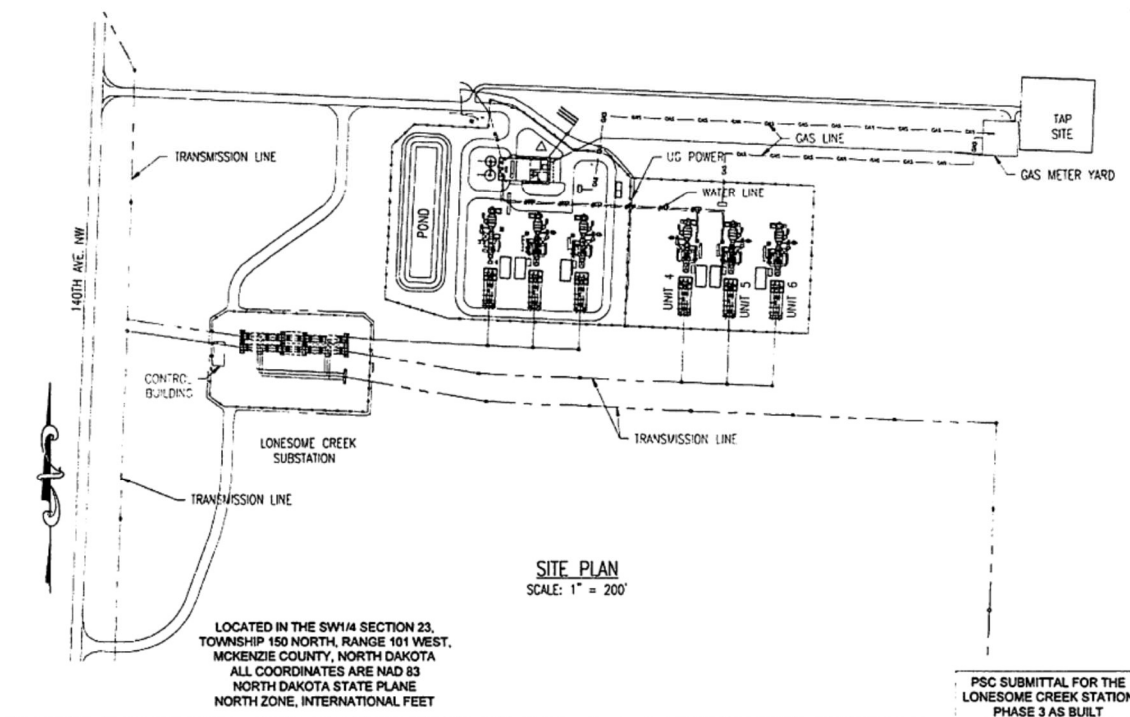 TRANSMISSION LINE
TAP
SITE
GAS LINE
GAS METER YARD
UG POWER
WATER LINE
POND
140TH AVE. NW
UNIT 4
UNIT 5
UNIT 6
CONTROL
BUILDING
LONESOME CREEK
SUBSTATION
TRANSMISSION LINE
TRANSMISSION LINE
SITE PLAN
SCALE: 1" = 200'
LOCATED IN THE SW1/4 SECTION 23,
TOWNSHIP 150 NORTH, RANGE 101 WEST,
MCKENZIE COUNTY, NORTH DAKOTA
ALL COORDINATES ARE NAD 83
NORTH DAKOTA STATE PLANE
NORTH ZONE, INTERNATIONAL FEET
PSC SUBMITTAL FOR THE
LONESOME CREEK STATION
PHASE 3 AS BUILT